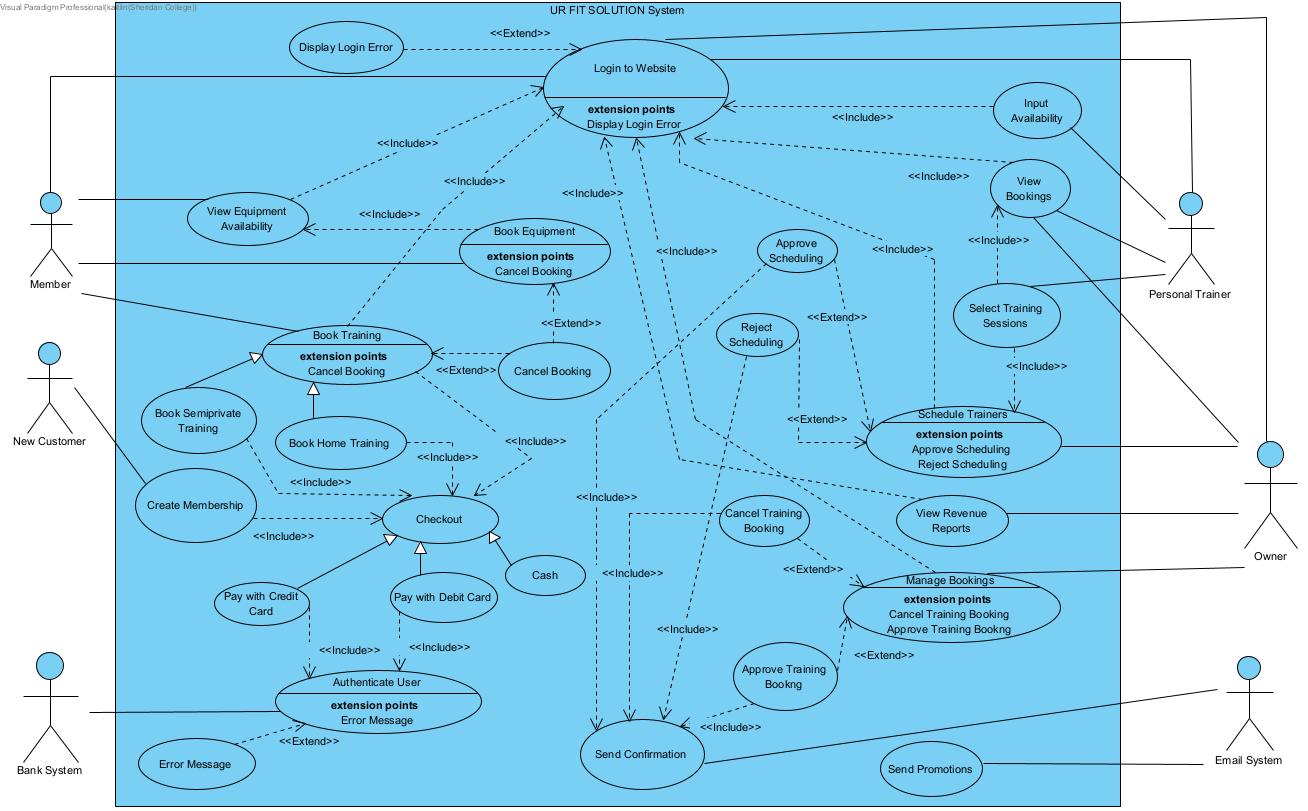 Visual Paradigm Professional(kaitlin(Sheridan College))
UR FIT SOLUTION System
Display Login Error
<<Extend>>
Login to Website
extension points
Display Login Error
Input
Availability
<<Include>>
<<Include>>
<<Include>>
View
Bookings
<<Include>>
<<Include>>
View Equipment
Availability
<<Include>>
Book Equipment
extension points
Cancel Booking
<<Include>>
Approve
Scheduling
<<Include>>
<<Include>>
Member
Personal Trainer
Select Training
Sessions
<<Extend>>
<<Extend>>
Reject
Scheduling
Book Training
extension points
Cancel Booking
<<Extend>>
Cancel Booking
<<Include>>
New Customer
Book Semiprivate
Training
Book Home Training
<<Include>>
<<Include>>
<<Extend>>
Schedule Trainers
extension points
Approve Scheduling
Reject Scheduling
<<Include>>
Create Membership
Checkout
<<Include>>
<<Include>>
Cancel Training
Booking
View Revenue
Reports
Owner
Cash
<<Include>>
<<Extend>>
Pay with Credit
Card
Pay with Debit Card
Manage Bookings
extension points
Cancel Training Booking
Approve Training Bookng
<<Include>>
<<Include>>
<<Include>>
<<Extend>>
Approve Training
Bookng
Authenticate User
extension points
Error Message
<<Include>>
<<Extend>>
Error Message
Bank System
Send Confirmation
Send Promotions
Email System